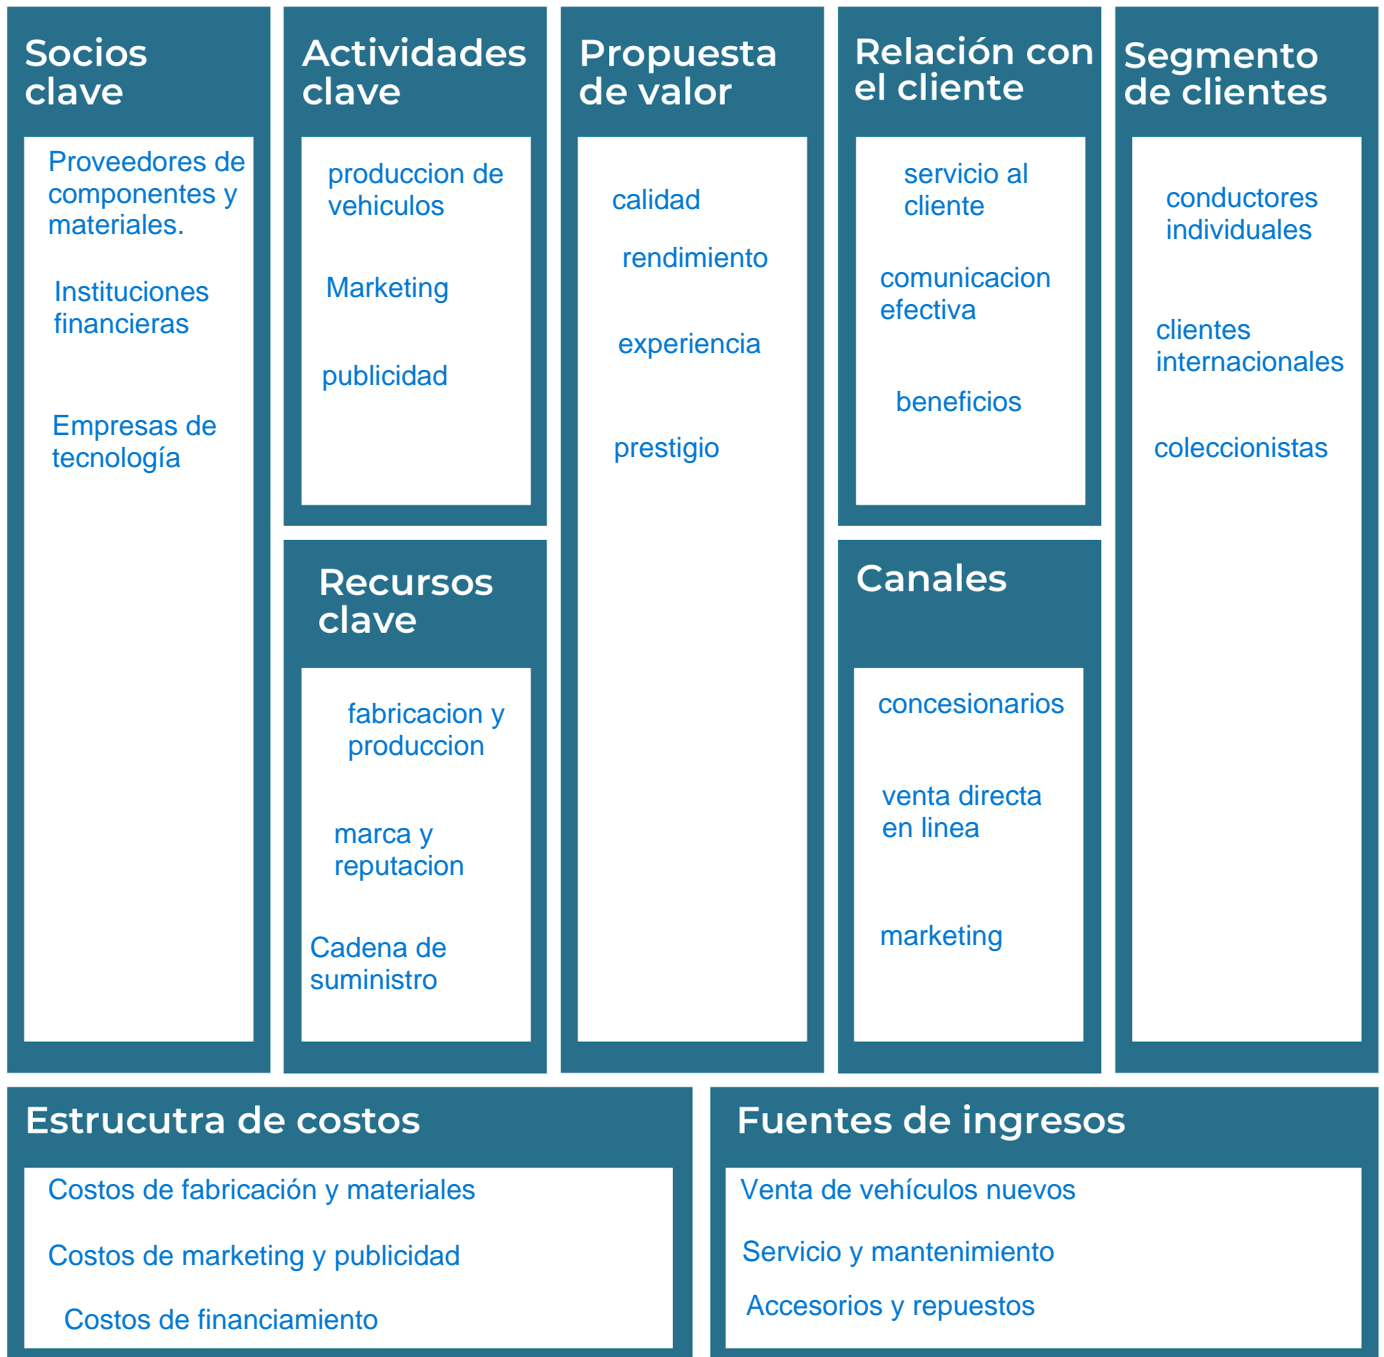 Socios
clave
Proveedores de
componentes y
materiales.
Instituciones
financieras
Empresas de
tecnología
Actividades
clave
produccion de
vehiculos
Marketing
publicidad
Recursos
clave
fabricacion y
produccion
marca y
reputacion
Cadena de
suministro
Propuesta
de valor
calidad
rendimiento
experiencia
prestigio
Relación con
el cliente
servicio al
cliente
comunicacion
efectiva
beneficios
Canales
concesionarios
venta directa
en linea
marketing
Segmento
de clientes
conductores
individuales
clientes
internacionales
coleccionistas
Estrucutra de costos
Costos de fabricación y materiales
Costos de marketing y publicidad
Costos de financiamiento
Fuentes de ingresos
Venta de vehículos nuevos
Servicio y mantenimiento
Accesorios y repuestos